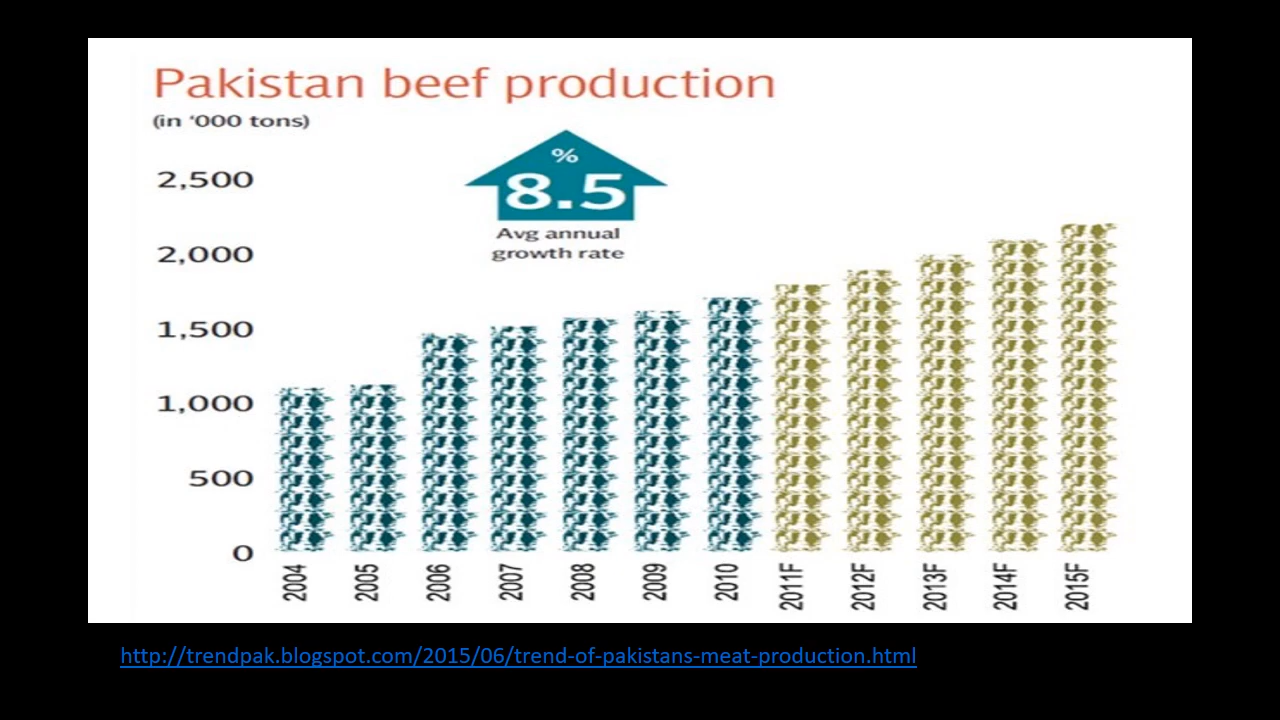 Pakistan beef production
(in ‘000 tons)
%
8.5
Avg annual
growth rate
2,500
2,000
1,500
1,000
500
0
2004
2005
2006
2007
2008
2009
2010
2011F
2012F
2013F
2014F
2015F
http://trendpak.blogspot.com/2015/06/trend-of-pakistans-meat-production.html